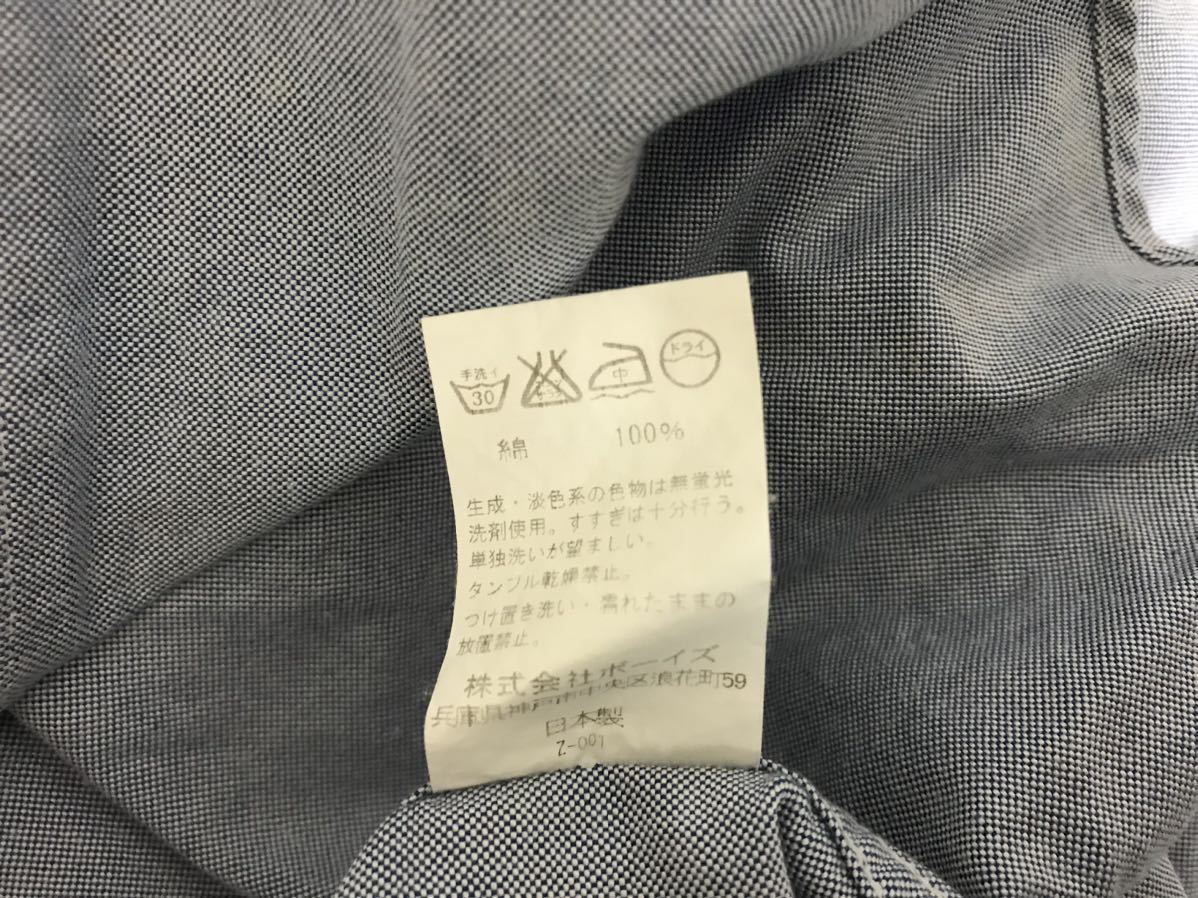 手洗イ
30
中
ドライ
綿 100%
生成・淡色系の色物は無蛍光
洗剤使用。すすぎは十分行う。
単独洗いが望ましい。
タンブル乾燥禁止。
つけ置き洗い・濡れたままの
放置禁止。
株式会社ボーイズ
兵庫県神戸市中央区浪花町59
日本製
Z-001